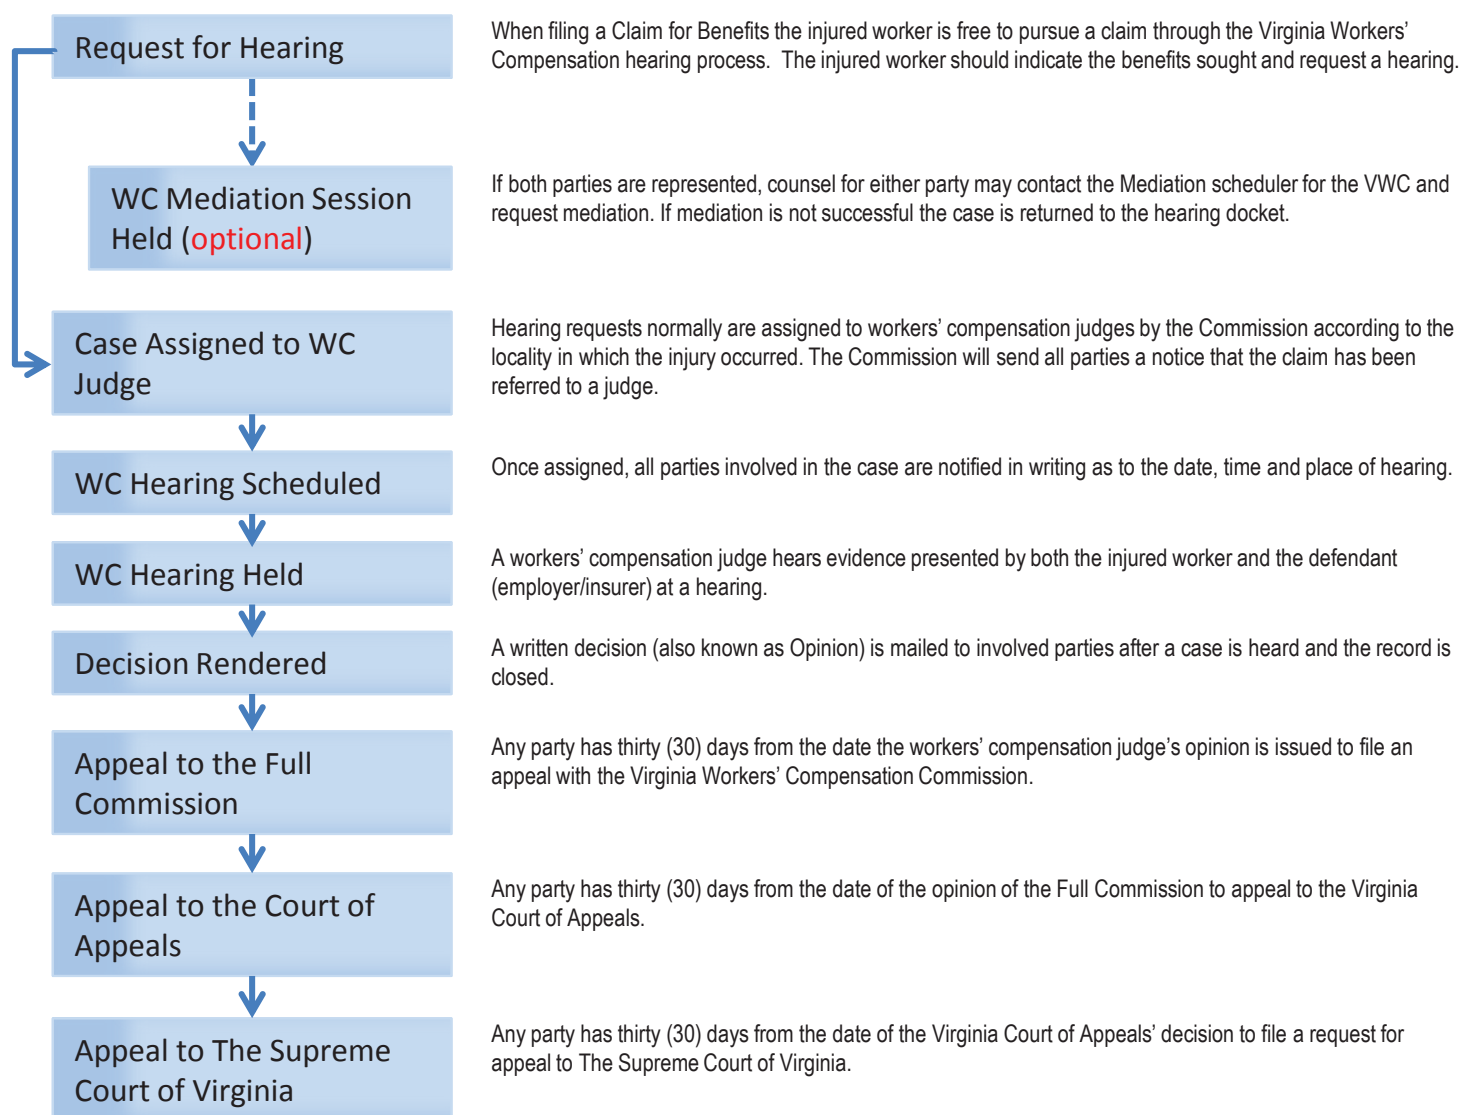 Request for Hearing
When filing a Claim for Benefits the injured worker is free to pursue a claim through the Virginia Workers’
Compensation hearing process.  The injured worker should indicate the benefits sought and request a hearing.
WC Mediation Session
Held (optional)
If both parties are represented, counsel for either party may contact the Mediation scheduler for the VWC and
request mediation. If mediation is not successful the case is returned to the hearing docket.
Case Assigned to WC
Judge
Hearing requests normally are assigned to workers’ compensation judges by the Commission according to the
locality in which the injury occurred. The Commission will send all parties a notice that the claim has been
referred to a judge.
WC Hearing Scheduled
Once assigned, all parties involved in the case are notified in writing as to the date, time and place of hearing.
WC Hearing Held
A workers’ compensation judge hears evidence presented by both the injured worker and the defendant
(employer/insurer) at a hearing.
Decision Rendered
A written decision (also known as Opinion) is mailed to involved parties after a case is heard and the record is
closed.
Appeal to the Full
Commission
Any party has thirty (30) days from the date the workers’ compensation judge’s opinion is issued to file an
appeal with the Virginia Workers’ Compensation Commission.
Appeal to the Court of
Appeals
Any party has thirty (30) days from the date of the opinion of the Full Commission to appeal to the Virginia
Court of Appeals.
Appeal to The Supreme
Court of Virginia
Any party has thirty (30) days from the date of the Virginia Court of Appeals’ decision to file a request for
appeal to The Supreme Court of Virginia.